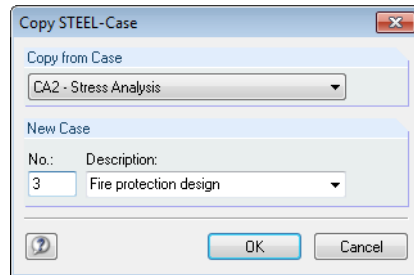 Copy STEEL-Case
Copy from Case
CA2 - Stress Analysis
New Case
No.: Description:
3 Fire protection design
OK Cancel